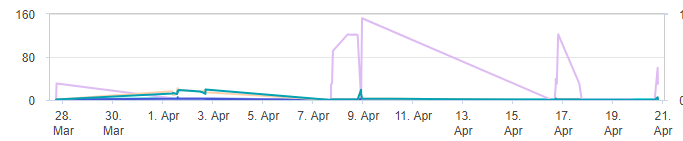 160
80
0
1
8
0
28. Mar
30. Mar
1. Apr
3. Apr
5. Apr
7. Apr
9. Apr
11. Apr
13. Apr
15. Apr
17. Apr
19. Apr
21. Apr